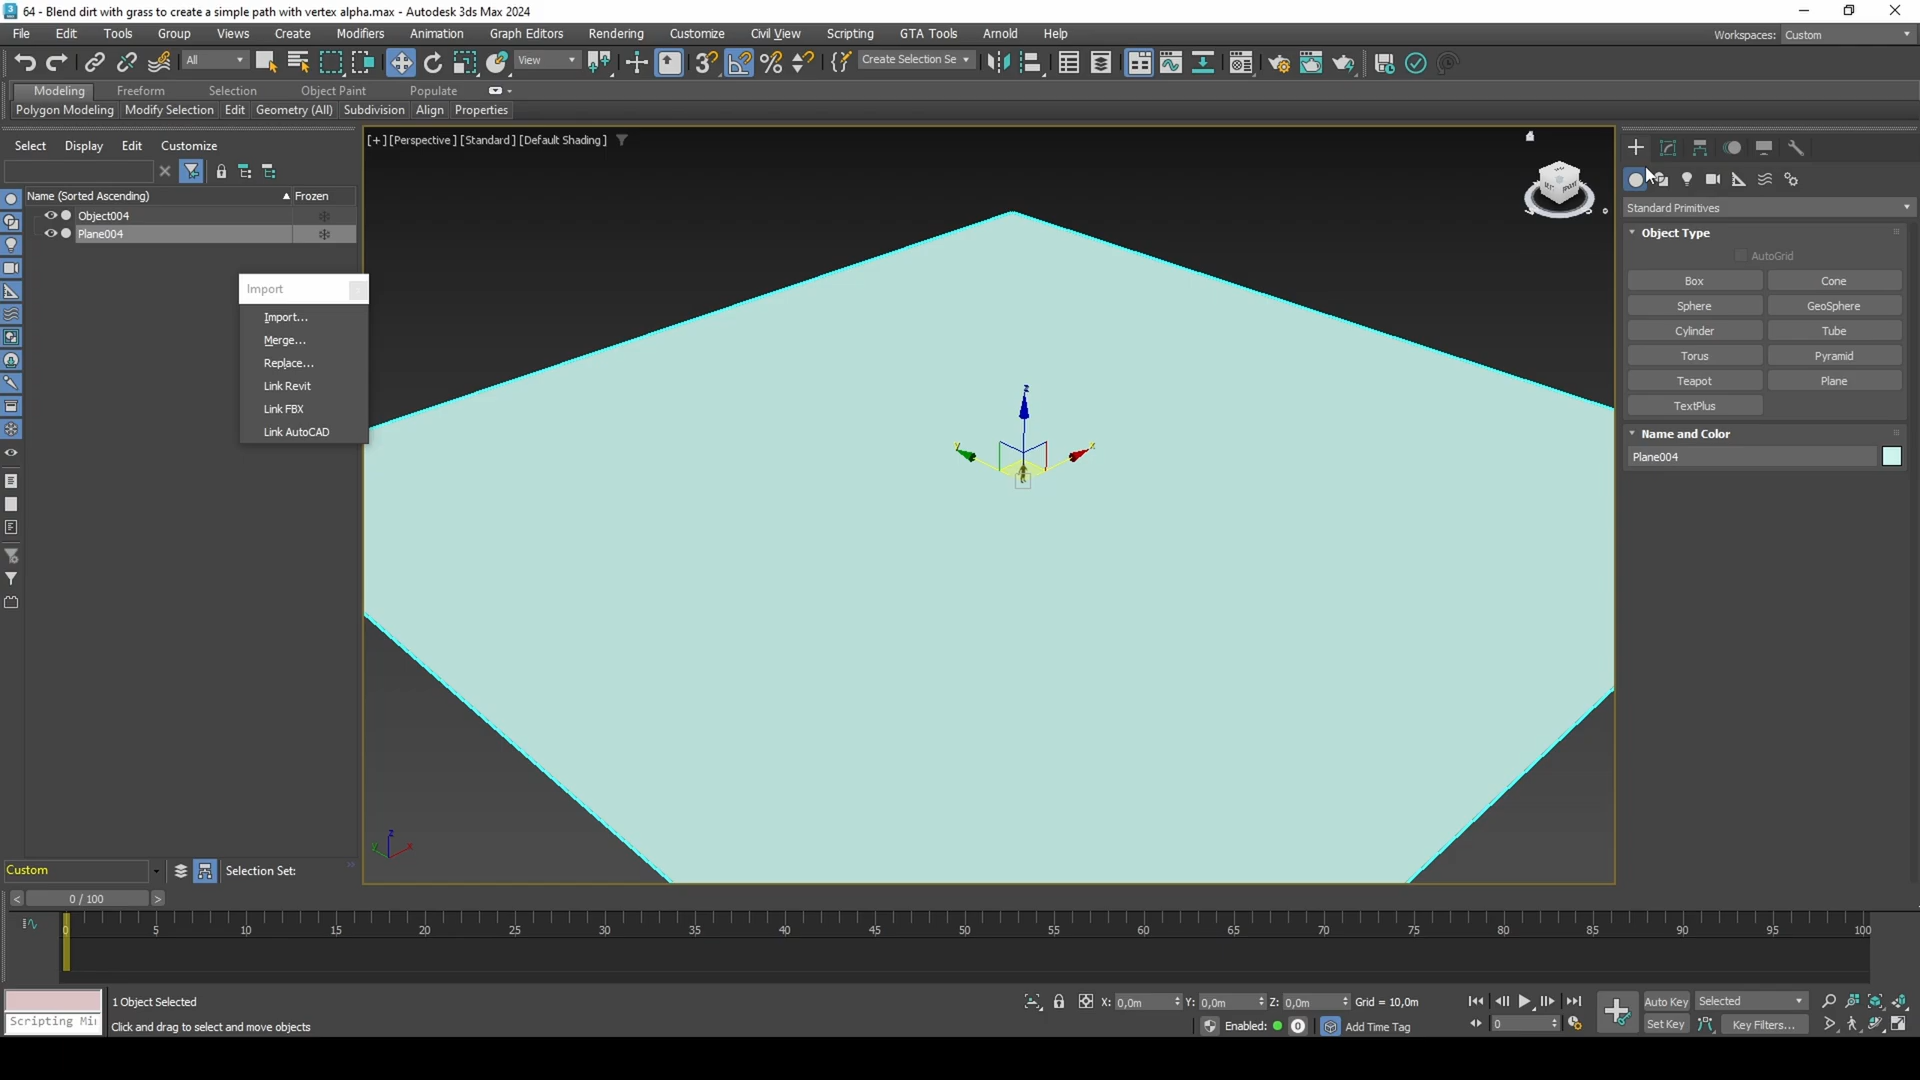 64 - Blend dirt with grass to create a simple path with vertex alpha.max - Autodesk 3ds Max 2024
File Edit Tools Group Views Create Modifiers Animation Graph Editors Rendering Customize Civil View Scripting GTA Tools Arnold Help
Workspaces: Custom
All View Create Selection Se
Modeling Freeform Selection Object Paint Populate
Polygon Modeling Modify Selection Edit Geometry (All) Subdivision Align Properties
Select Display Edit Customize
Name (Sorted Ascending) Frozen
Object004
Plane004
Import
Import...
Merge...
Replace...
Link Revit
Link FBX
Link AutoCAD
[+] [Perspective] [Standard] [Default Shading]
z
x
z
x
Standard Primitives
Object Type
AutoGrid
Box Cone
Sphere GeoSphere
Cylinder Tube
Torus Pyramid
Teapot Plane
TextPlus
Name and Color
Plane004
Custom
Selection Set:
< 0 / 100 >
0 5 10 15 20 25 30 35 40 45 50 55 60 65 70 75 80 85 90 95 100
1 Object Selected
Scripting Mi
Click and drag to select and move objects
X: 0,0m Y: 0,0m Z: 0,0m Grid = 10,0m
Enabled: 0 Add Time Tag
0
Auto Key Selected
Set Key Key Filters...